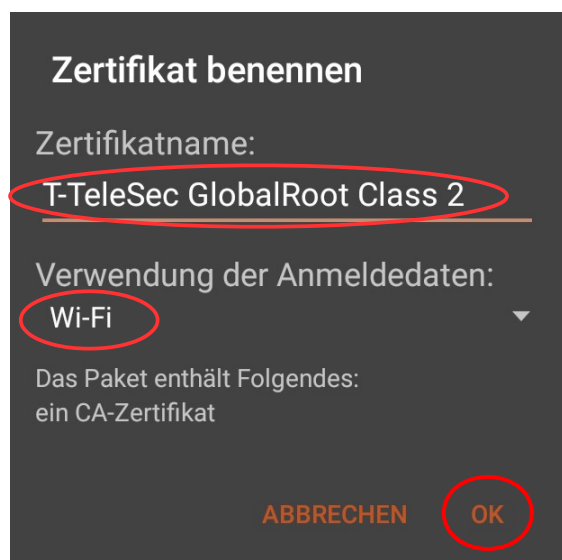 Zertifikat benennen
Zertifikatname:
T-TeleSec GlobalRoot Class 2
Verwendung der Anmeldedaten:
Wi-Fi
Das Paket enthält Folgendes:
ein CA-Zertifikat
ABBRECHEN OK